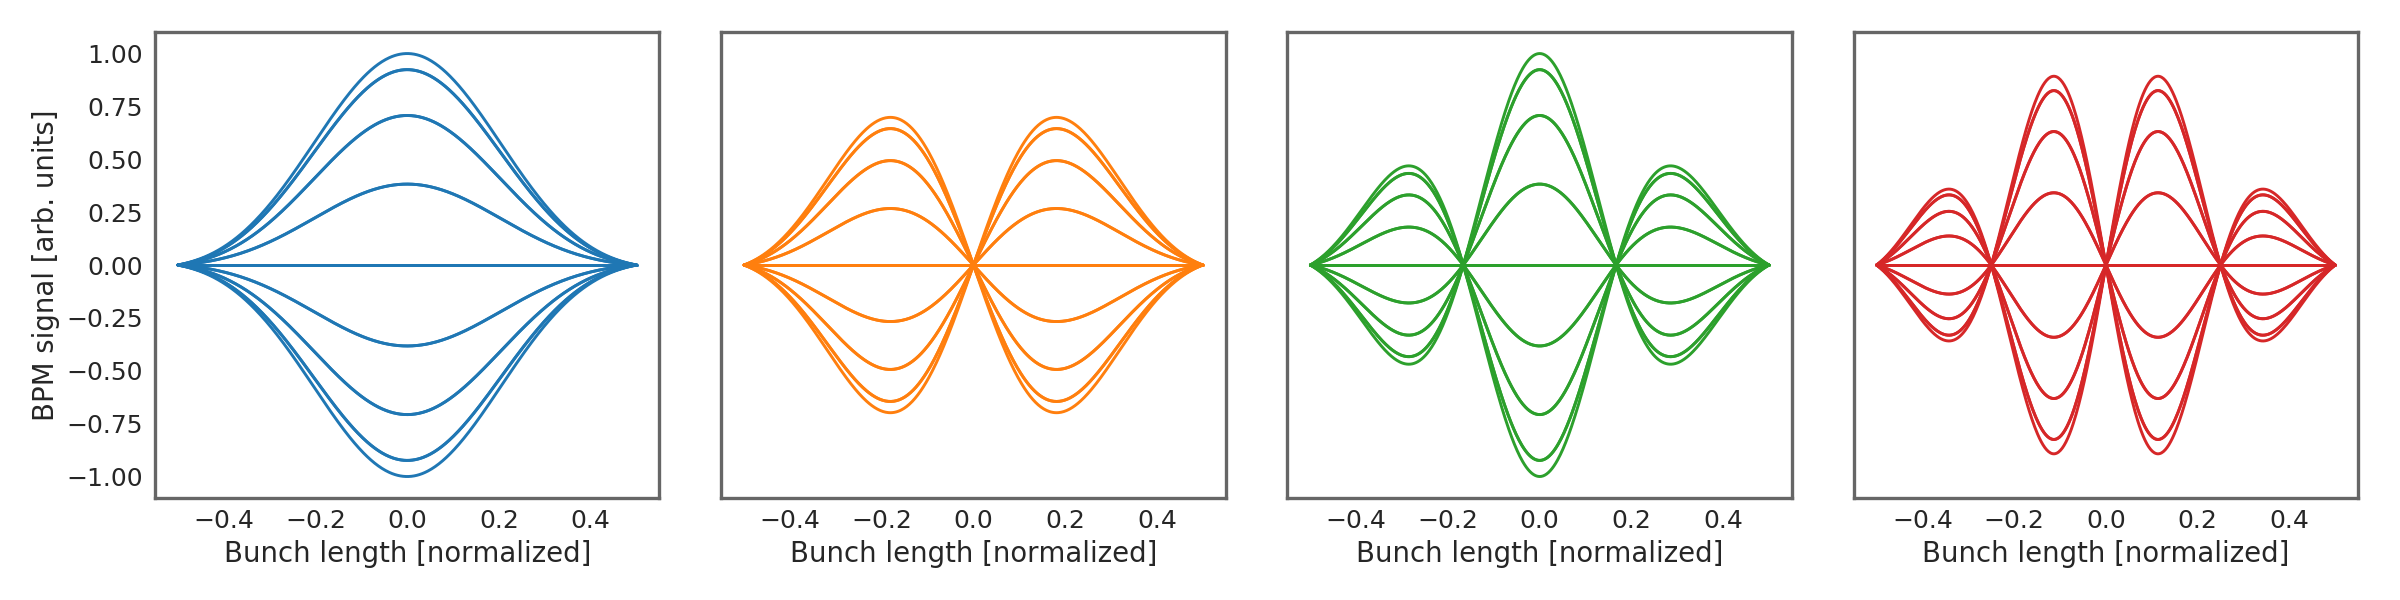 BPM signal [arb. units]
1.00
0.75
0.50
0.25
0.00
−0.25
−0.50
−0.75
−1.00
−0.4 −0.2 0.0 0.2 0.4
Bunch length [normalized]
−0.4 −0.2 0.0 0.2 0.4
Bunch length [normalized]
−0.4 −0.2 0.0 0.2 0.4
Bunch length [normalized]
−0.4 −0.2 0.0 0.2 0.4
Bunch length [normalized]